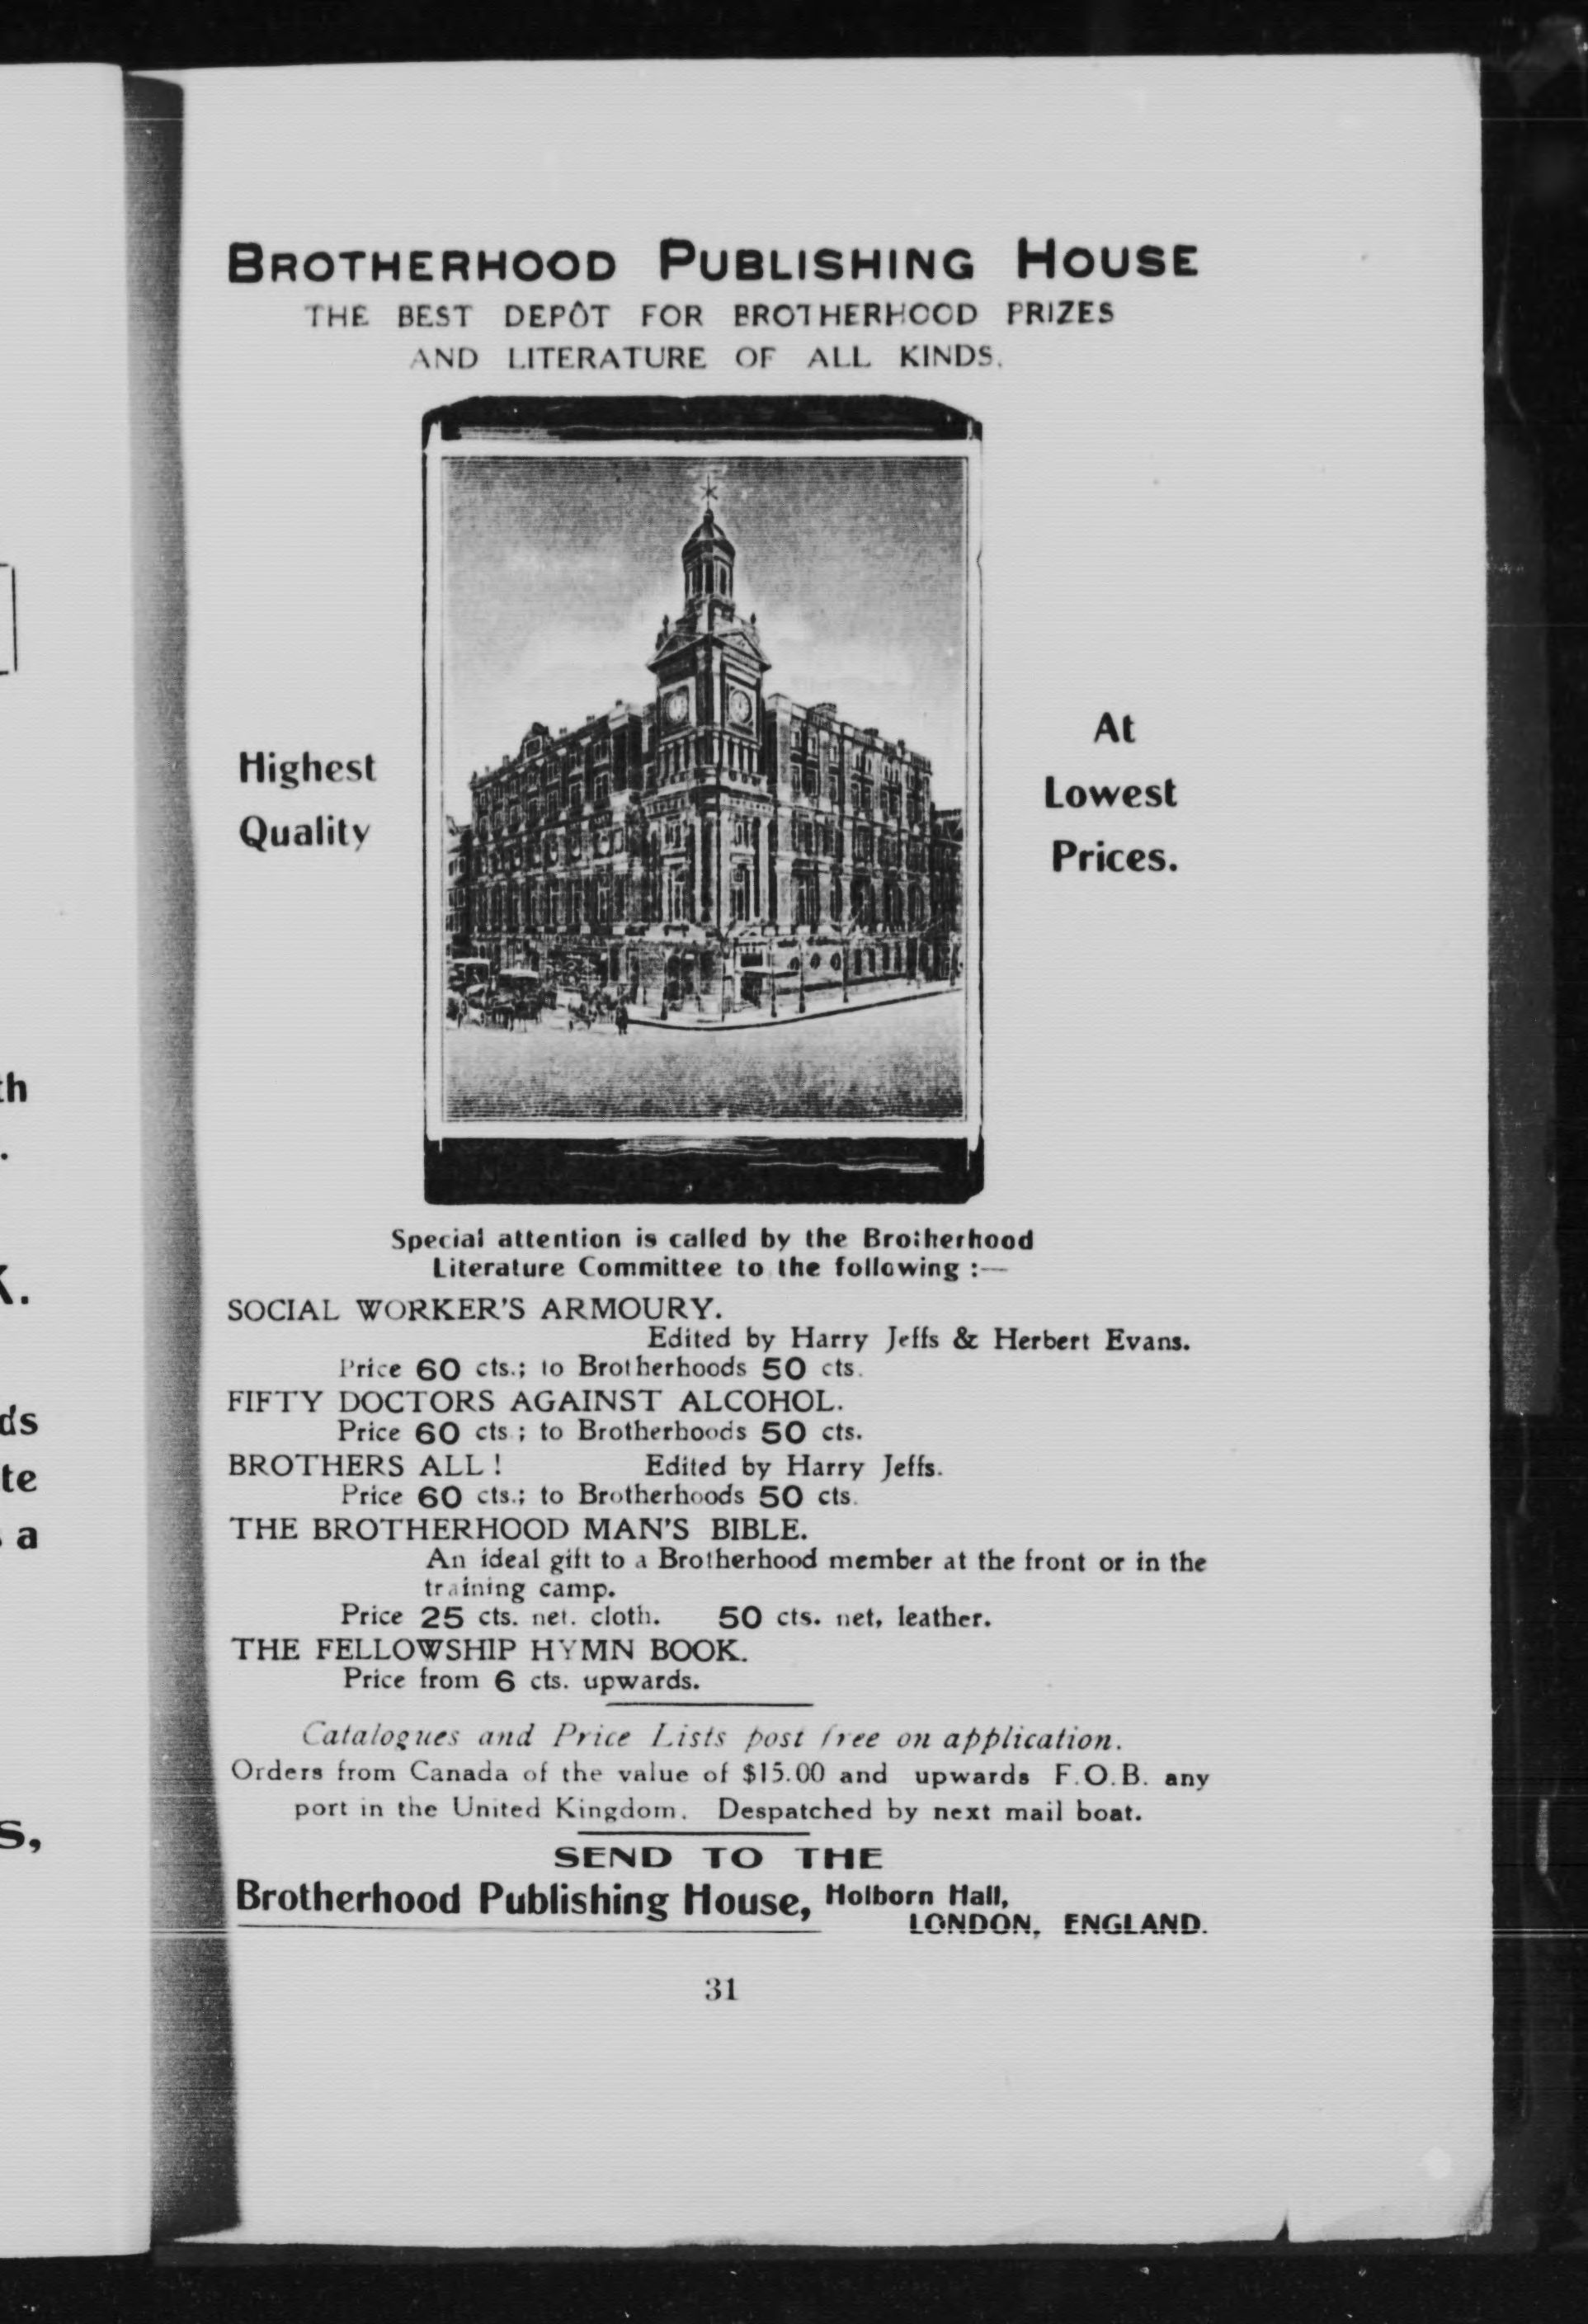 BROTHERHOOD PUBLISHING HOUSE
THE BEST DEPÔT FOR BROTHERHOOD PRIZES
AND LITERATURE OF ALL KINDS.
Highest
Quality
At
Lowest
Prices.
Special attention is called by the Brotherhood
Literature Committee to the following :—
SOCIAL WORKER'S ARMOURY.
Edited by Harry Jeffs & Herbert Evans.
Price 60 cts.; to Brotherhoods 50 cts.
FIFTY DOCTORS AGAINST ALCOHOL.
Price 60 cts.; to Brotherhoods 50 cts.
BROTHERS ALL! Edited by Harry Jeffs.
Price 60 cts.; to Brotherhoods 50 cts.
THE BROTHERHOOD MAN'S BIBLE.
An ideal gift to a Brotherhood member at the front or in the
training camp.
Price 25 cts. net. cloth. 50 cts. net, leather.
THE FELLOWSHIP HYMN BOOK.
Price from 6 cts. upwards.
Catalogues and Price Lists post free on application.
Orders from Canada of the value of $15.00 and upwards F.O.B. any
port in the United Kingdom. Despatched by next mail boat.
SEND TO THE
Brotherhood Publishing House, Holborn Hall,
LONDON, ENGLAND.
31